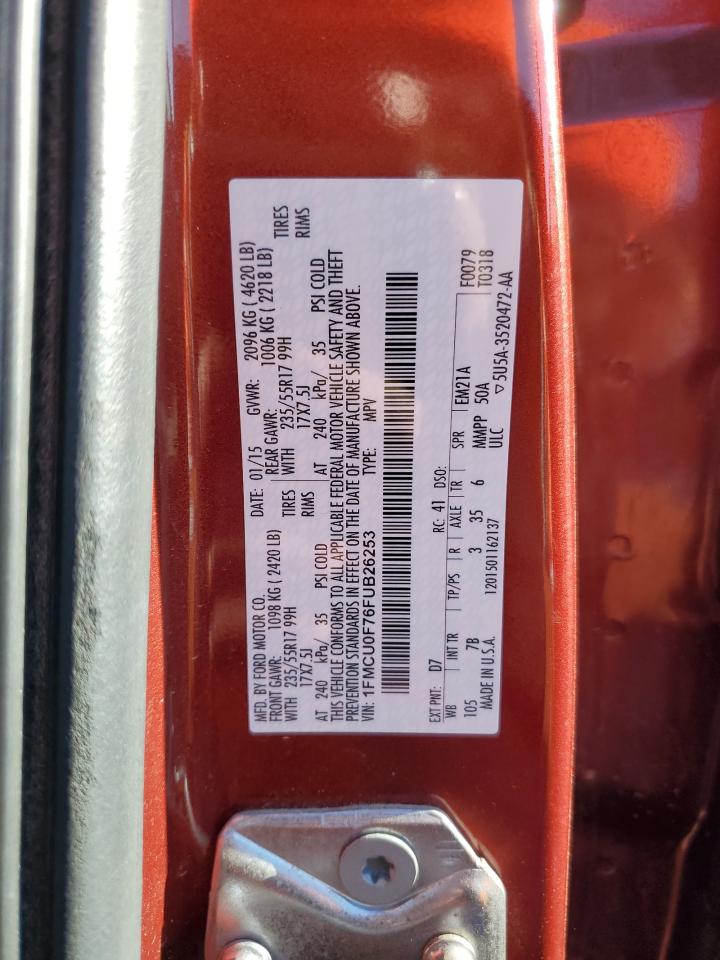 MFD. BY FORD MOTOR CO.
DATE: 01/15 GVWR: 2096 KG ( 4620 LB)
FRONT GAWR: 1098 KG ( 2420 LB) REAR GAWR: 1006 KG ( 2218 LB)
WITH 235/55R17 99H TIRES WITH 235/55R17 99H TIRES
17X7.5J RIMS 17X7.5J RIMS
AT 240 kPa/ 35 PSI COLD AT 240 kPa/ 35 PSI COLD
THIS VEHICLE CONFORMS TO ALL APPLICABLE FEDERAL MOTOR VEHICLE SAFETY AND THEFT
PREVENTION STANDARDS IN EFFECT ON THE DATE OF MANUFACTURE SHOWN ABOVE.
VIN: 1FMCU0F76FUB26253 TYPE: MPV
EXT PNT: D7 RC: 41 DSO: F0079
WB INT TR TP/PS R AXLE TR SPR EM21A T0318
105 7B 3 35 6 MMPP 50A
MADE IN U.S.A. 1201501162137 ULC ▽5U5A-3520472-AA